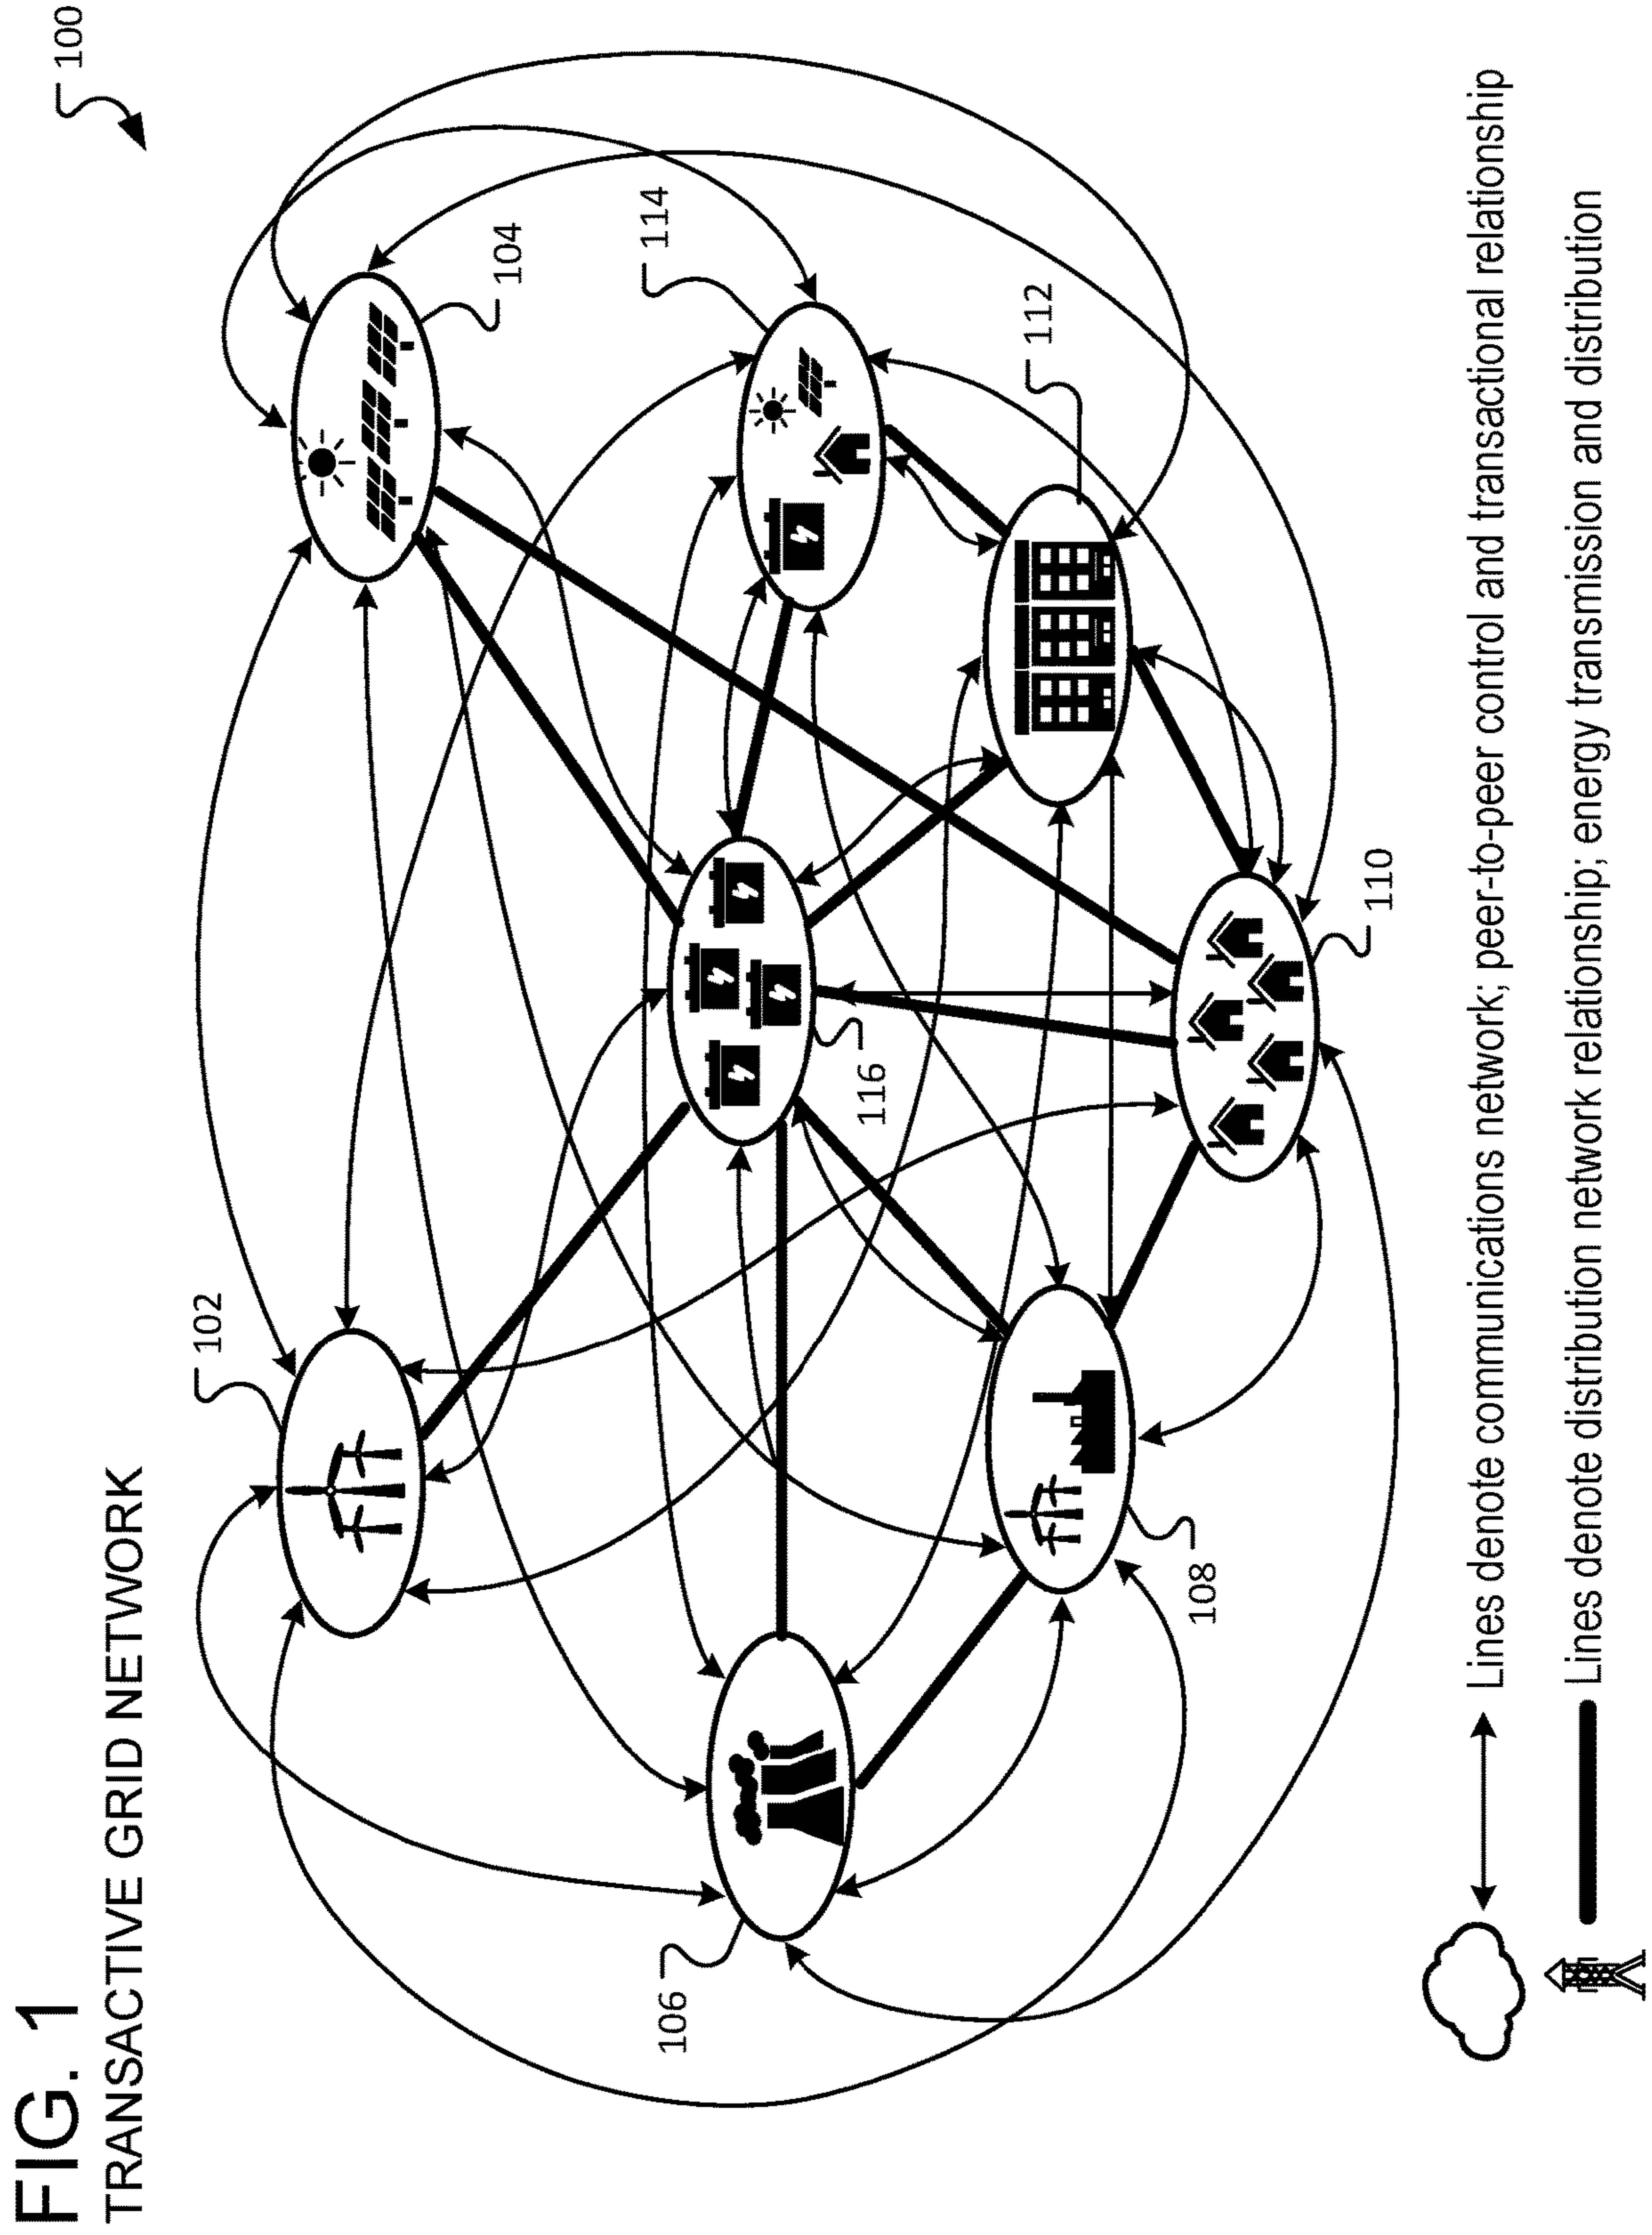 FIG. 1
TRANSACTIVE GRID NETWORK
100
102
104
106
116
114
108
112
110
Lines denote communications network; peer-to-peer control and transactional relationship
Lines denote distribution network relationship; energy transmission and distribution